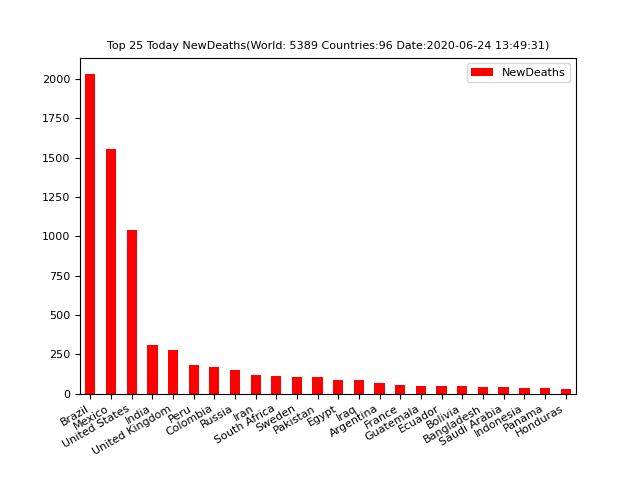 Top 25 Today NewDeaths(World: 5389 Countries:96 Date:2020-06-24 13:49:31)
NewDeaths
2000
1750
1500
1250
1000
750
500
250
0
Brazil
Mexico
United States
India
United Kingdom
Peru
Colombia
Russia
Iran
South Africa
Sweden
Pakistan
Egypt
Iraq
Argentina
France
Guatemala
Ecuador
Bolivia
Bangladesh
Saudi Arabia
Indonesia
Panama
Honduras